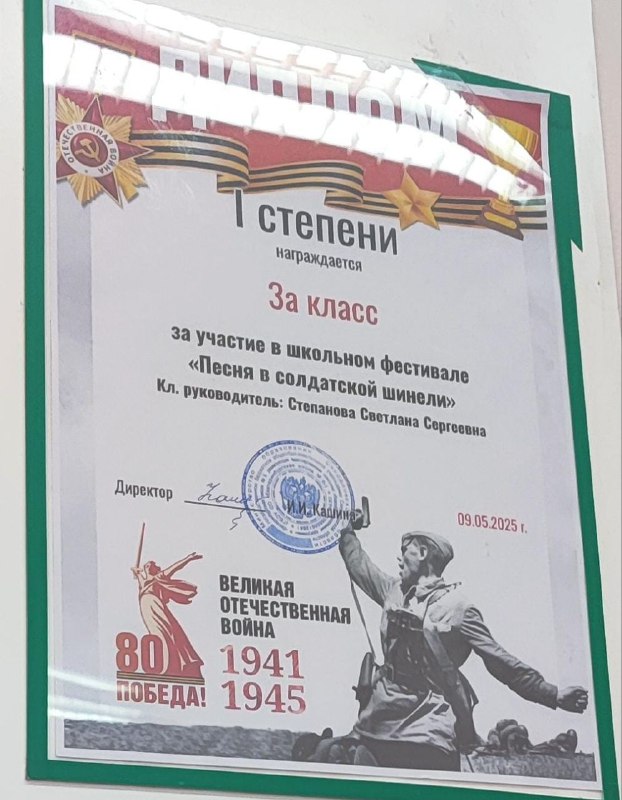 ДИПЛОМ
ОТЕЧЕСТВЕННАЯ ВОЙНА
I степени
награждается
3а класс
за участие в школьном фестивале
«Песня в солдатской шинели»
Кл. руководитель: Степанова Светлана Сергеевна
Директор
И.И. Кашина
09.05.2025 г.
80
ПОБЕДА!
ВЕЛИКАЯ
ОТЕЧЕСТВЕННАЯ
ВОЙНА
1941
1945